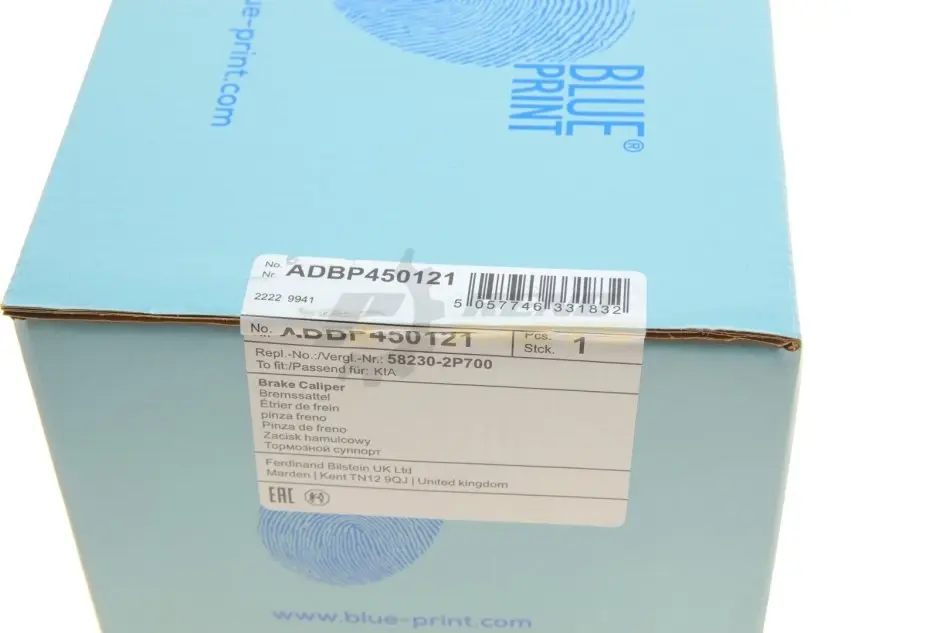 ue-print.com
BLUE
PRINT®
No.
Nr. ADBP450121
2222 9941
5 057746 331832
No. ADBP450121
Pcs.
Stck. 1
Repl.-No.:/Vergl.-Nr.: 58230-2P700
To fit:/Passend für: KIA
Brake Caliper
Bremssattel
Étrier de frein
pinza freno
Pinza de freno
Zacisk hamulcowy
Тормозной суппорт
Ferdinand Bilstein UK Ltd
Marden | Kent TN12 9QJ | United kingdom
EAC
www.blue-print.com